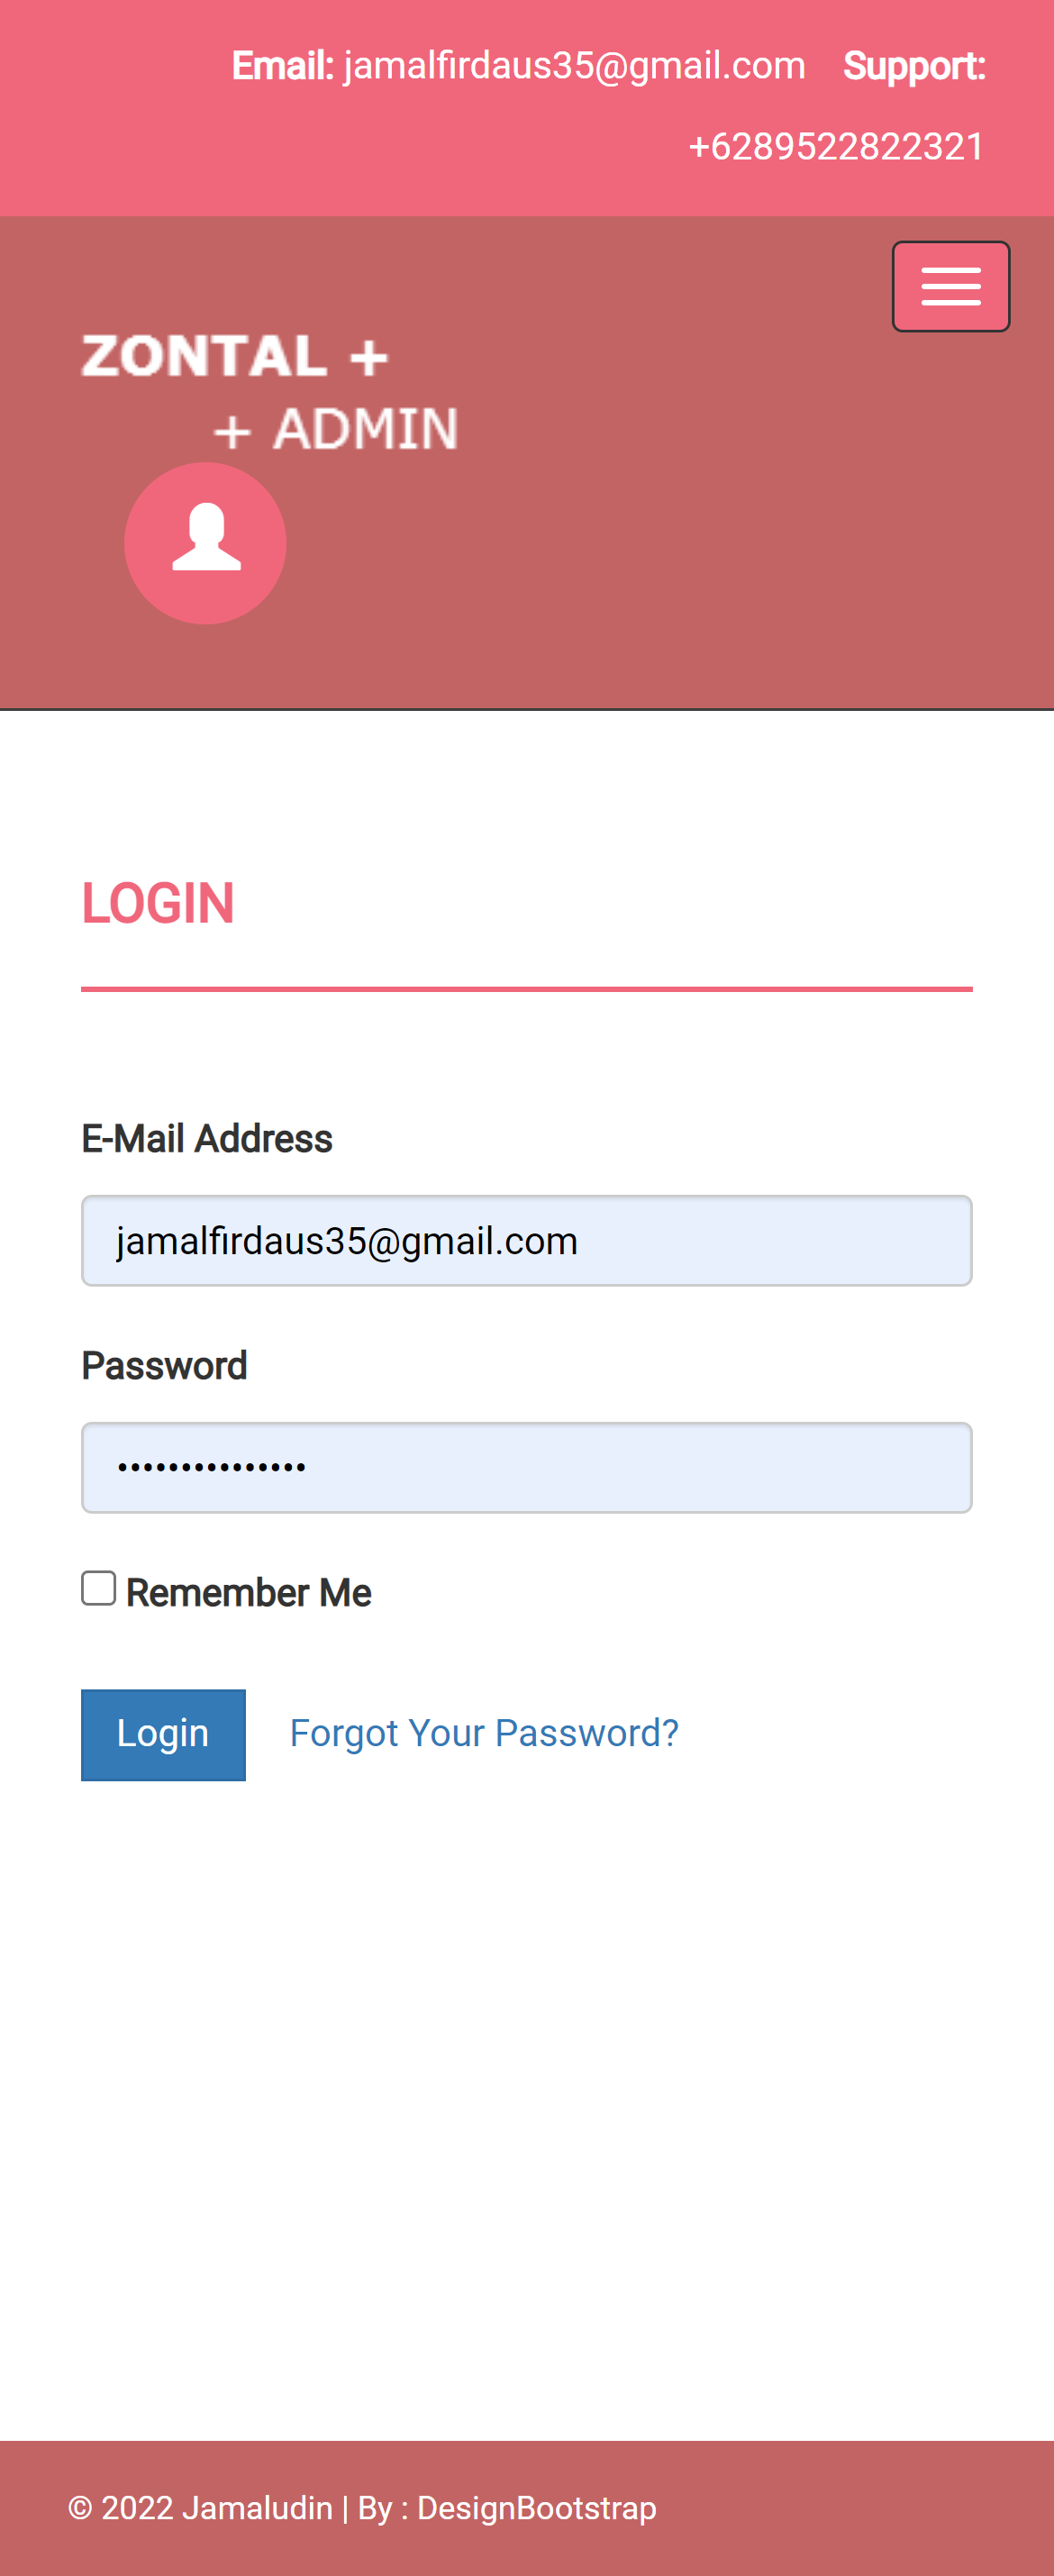 Email: jamalfirdaus35@gmail.com Support:
+6289522822321
ZONTAL +
+ ADMIN
LOGIN
E-Mail Address
jamalfirdaus35@gmail.com
Password
•••••••••••••••
Remember Me
Login Forgot Your Password?
© 2022 Jamaludin | By : DesignBootstrap